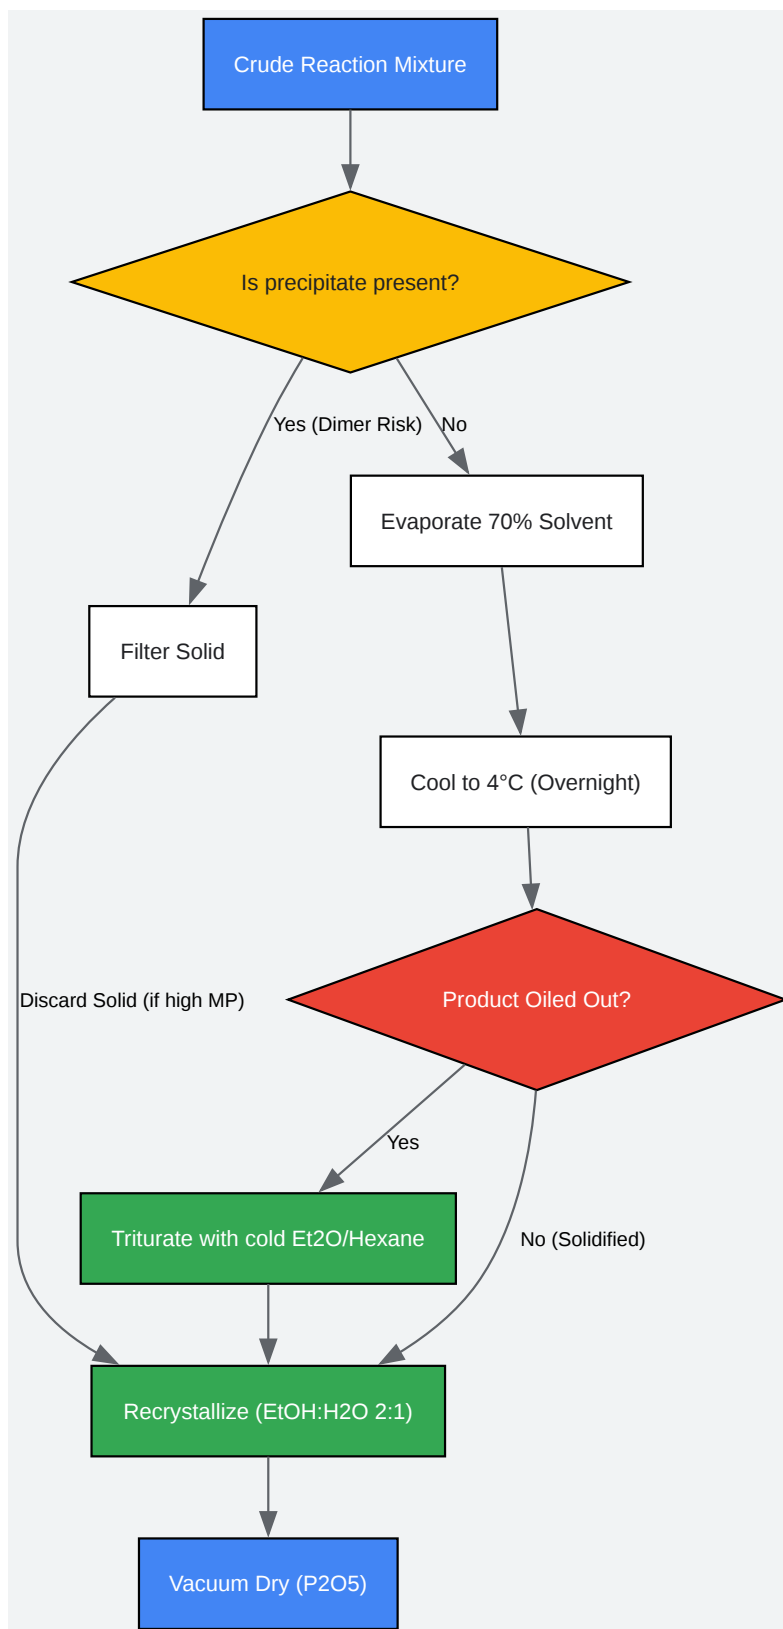 Crude Reaction Mixture
Is precipitate present?
Yes (Dimer Risk)
No
Evaporate 70% Solvent
Filter Solid
Cool to 4°C (Overnight)
Discard Solid (if high MP)
Product Oiled Out?
Yes
Triturate with cold Et2O/Hexane
No (Solidified)
Recrystallize (EtOH:H2O 2:1)
Vacuum Dry (P2O5)